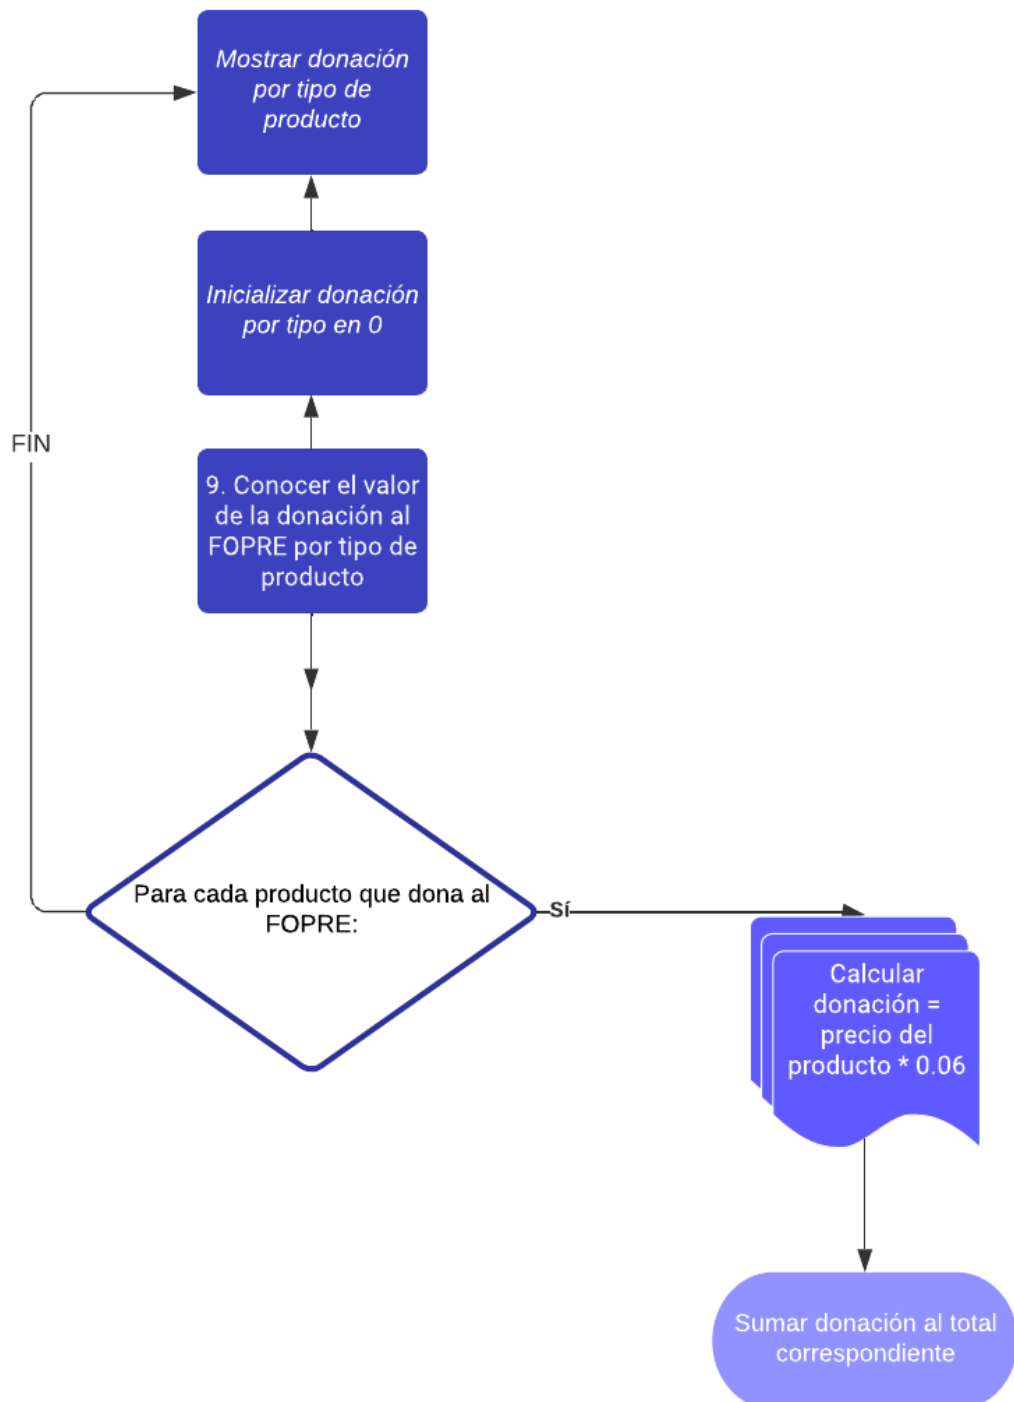 Mostrar donación
por tipo de
producto
Inicializar donación
por tipo en 0
FIN
9. Conocer el valor
de la donación al
FOPRE por tipo de
producto
Para cada producto que dona al
FOPRE:
Sí
Calcular
donación =
precio del
producto * 0.06
Sumar donación al total
correspondiente